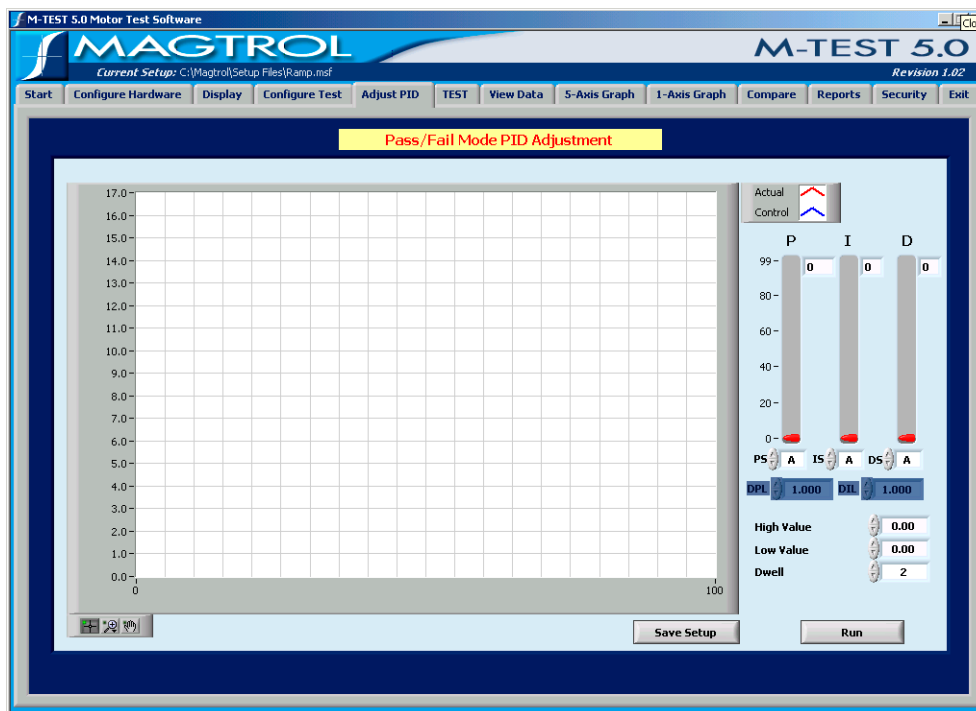 M-TEST 5.0 Motor Test Software
Clo
MAGTROL
M-TEST 5.0
Current Setup: C:\Magtrol\Setup Files\Ramp.msf
Revision 1.02
Start Configure Hardware Display Configure Test Adjust PID TEST View Data 5-Axis Graph 1-Axis Graph Compare Reports Security Exit
Pass/Fail Mode PID Adjustment
17.0
16.0
15.0
14.0
13.0
12.0
11.0
10.0
9.0
8.0
7.0
6.0
5.0
4.0
3.0
2.0
1.0
0.0
0 100
Actual
Control
P I D
99
80
60
40
20
0
0 0 0
PS A IS A DS A
DPL 1.000 DIL 1.000
High Value 0.00
Low Value 0.00
Dwell 2
Save Setup Run